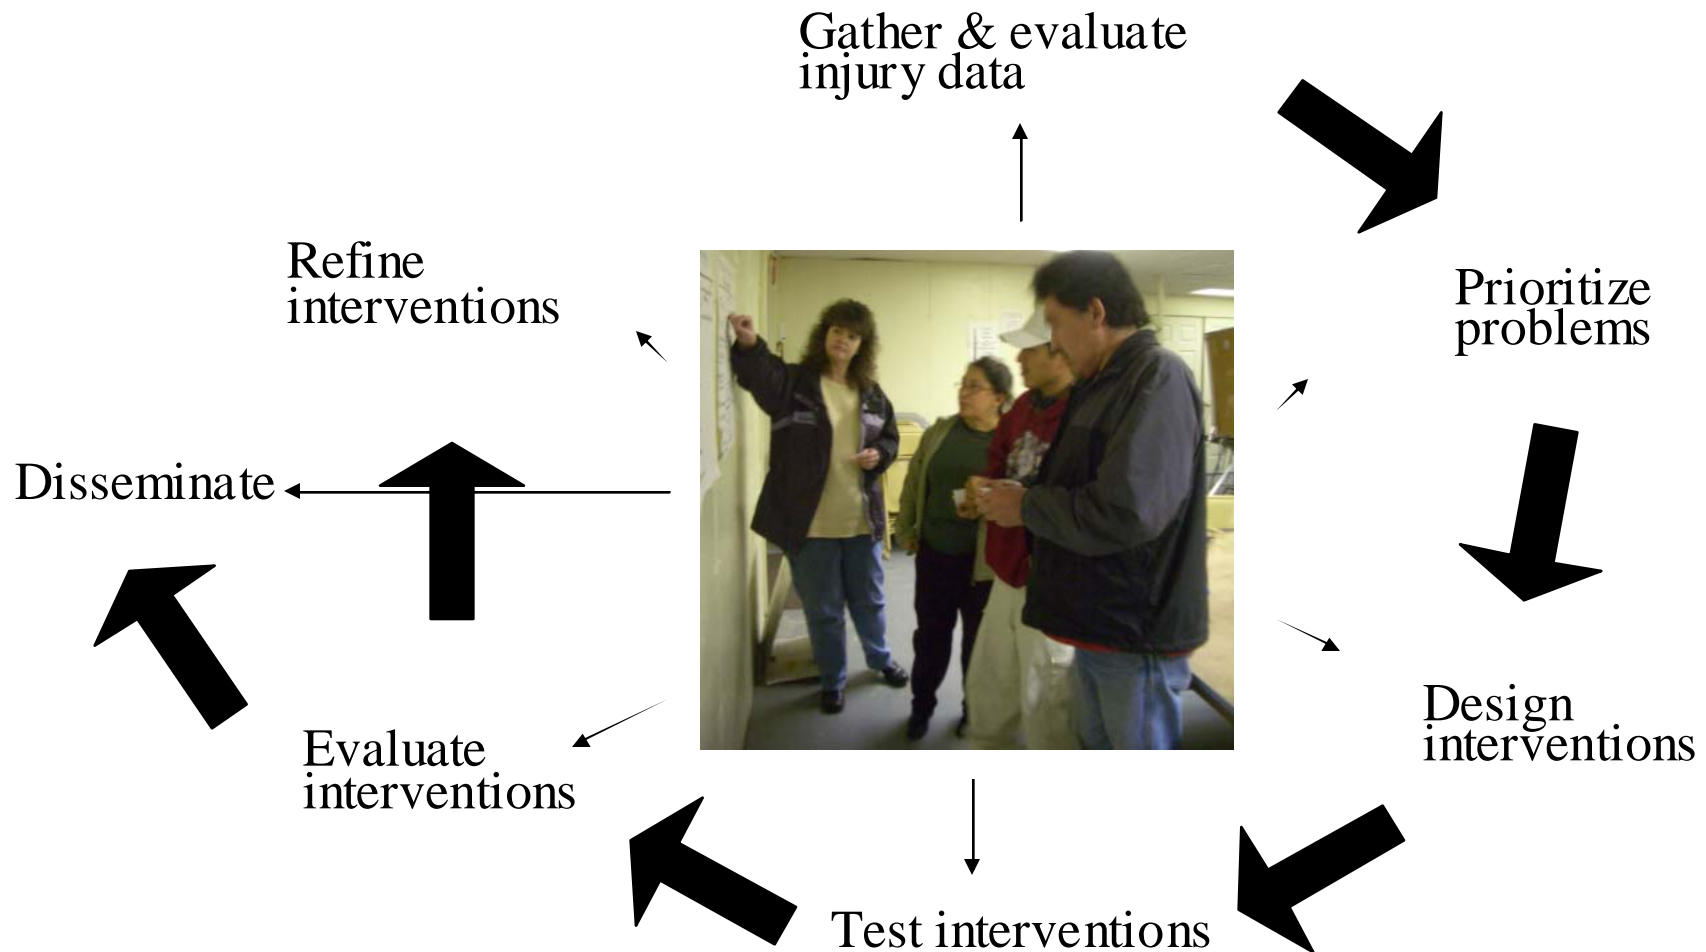 Gather & evaluate
injury data
Prioritize
problems
Design
interventions
Test interventions
Evaluate
interventions
Disseminate
Refine
interventions